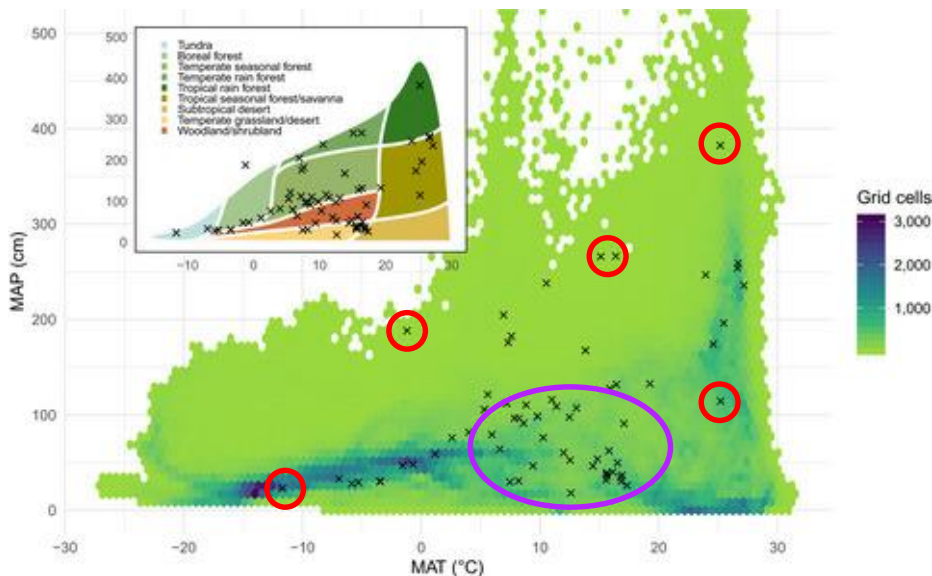 500
400
300
200
100
0
MAP (cm)
500
400
300
200
100
0
Tundra
Boreal forest
Temperate seasonal forest
Temperate rain forest
Tropical rain forest
Tropical seasonal forest/savanna
Subtropical desert
Temperate grassland/desert
Woodland/shrubland
−10 0 10 20 30
Grid cells
3,000
2,000
1,000
−30 −20 −10 0 10 20 30
MAT (°C)